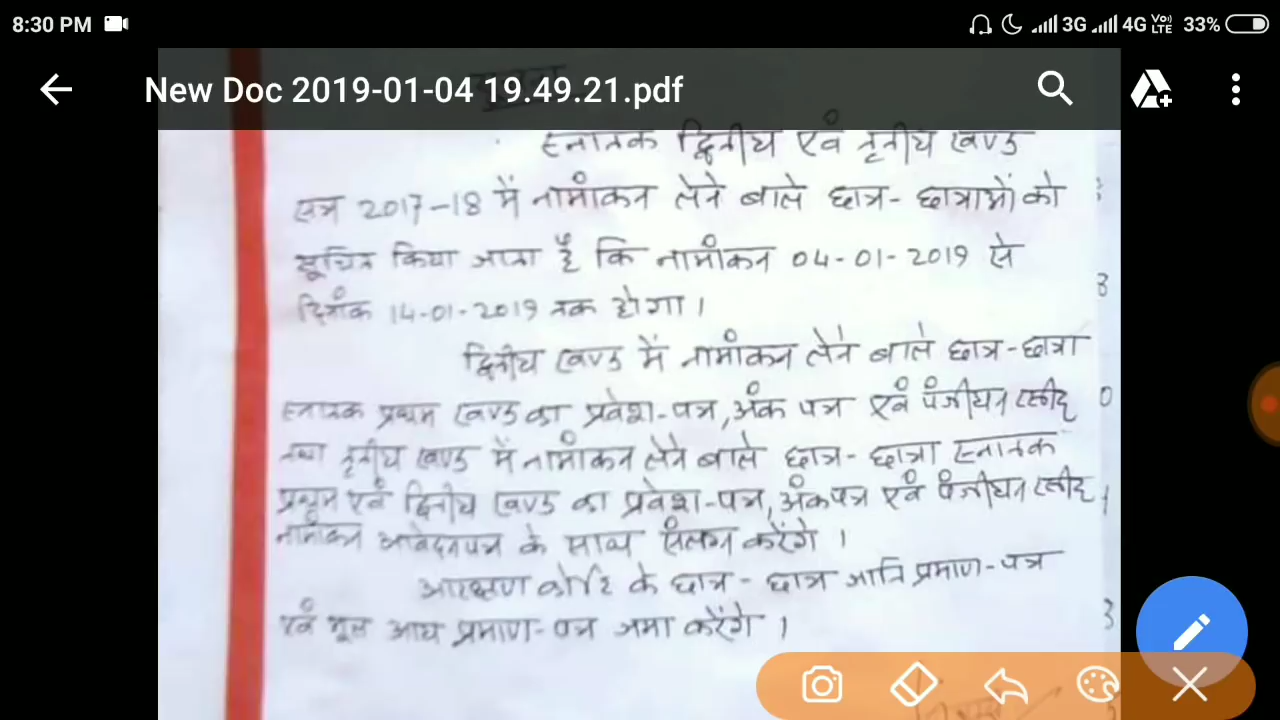 8:30 PM 3G 4G VoLTE 33%
New Doc 2019-01-04 19.49.21.pdf
स्नातक द्वितीय एवं तृतीय खण्ड
सत्र 2017-18 में नामांकन लेने बाले छात्र-छात्राओं को
सूचित किया जाता है कि नामांकन 04-01-2019 से
दिनांक 14-01-2019 तक होगा।
द्वितीय खण्ड में नामांकन लेने बाले छात्र-छात्रा
स्नातक प्रथम खण्ड का प्रवेश-पत्र, अंक पत्र एवं पंजीयन रसीद
तथा तृतीय खण्ड में नामांकन लेने बाले छात्र-छात्रा स्नातक
प्रथम एवं द्वितीय खण्ड का प्रवेश-पत्र, अंकपत्र एवं पंजीयन रसीद
नामांकन आवेदनपत्र के साथ संलग्न करेंगे ।
आरक्षण कोटि के छात्र-छात्र जाति प्रमाण-पत्र
एवं मूल आय प्रमाण-पत्र जमा करेंगे ।